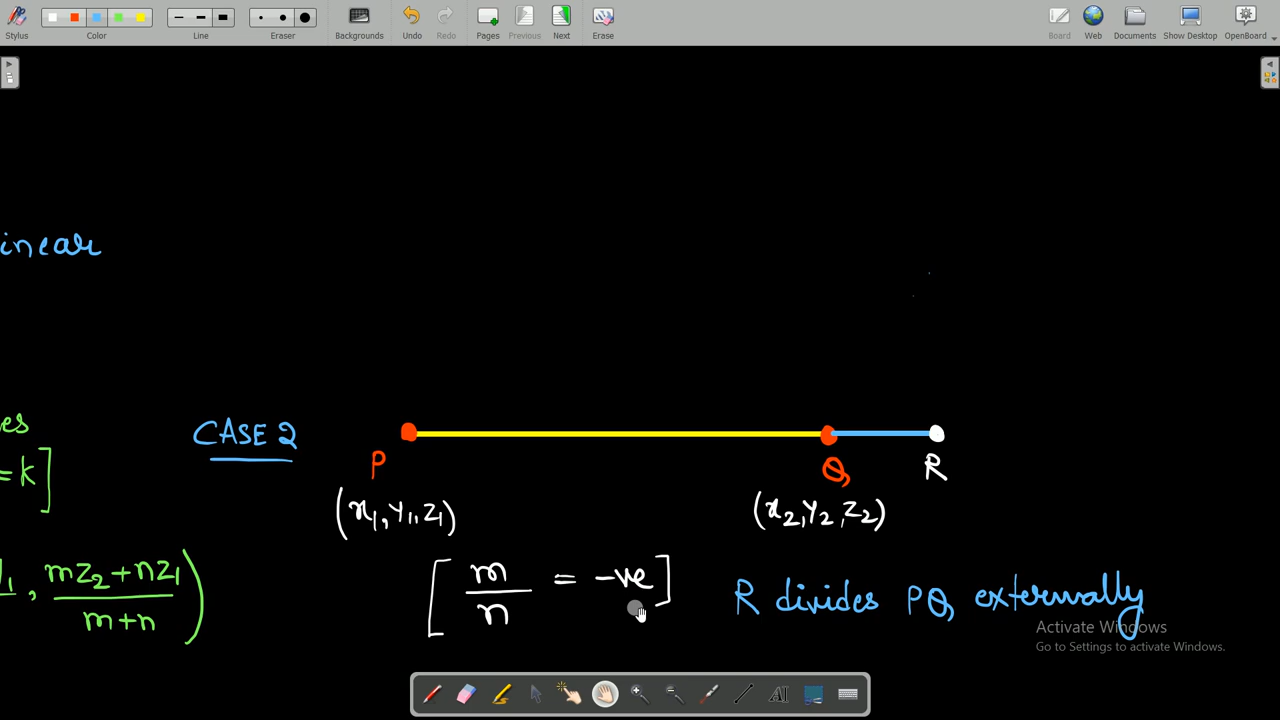 Stylus Color Line Eraser Backgrounds Undo Redo Pages Previous Next Erase Board Web Documents Show Desktop OpenBoard
inear
es
CASE 2
= k]
P
Q
R
(x1, y1, z1)
(x2, y2, z2)
1, mz2 + nz1 / m + n)
[m / n = -ve]
R divides PQ externally
Activate Windows
Go to Settings to activate Windows.